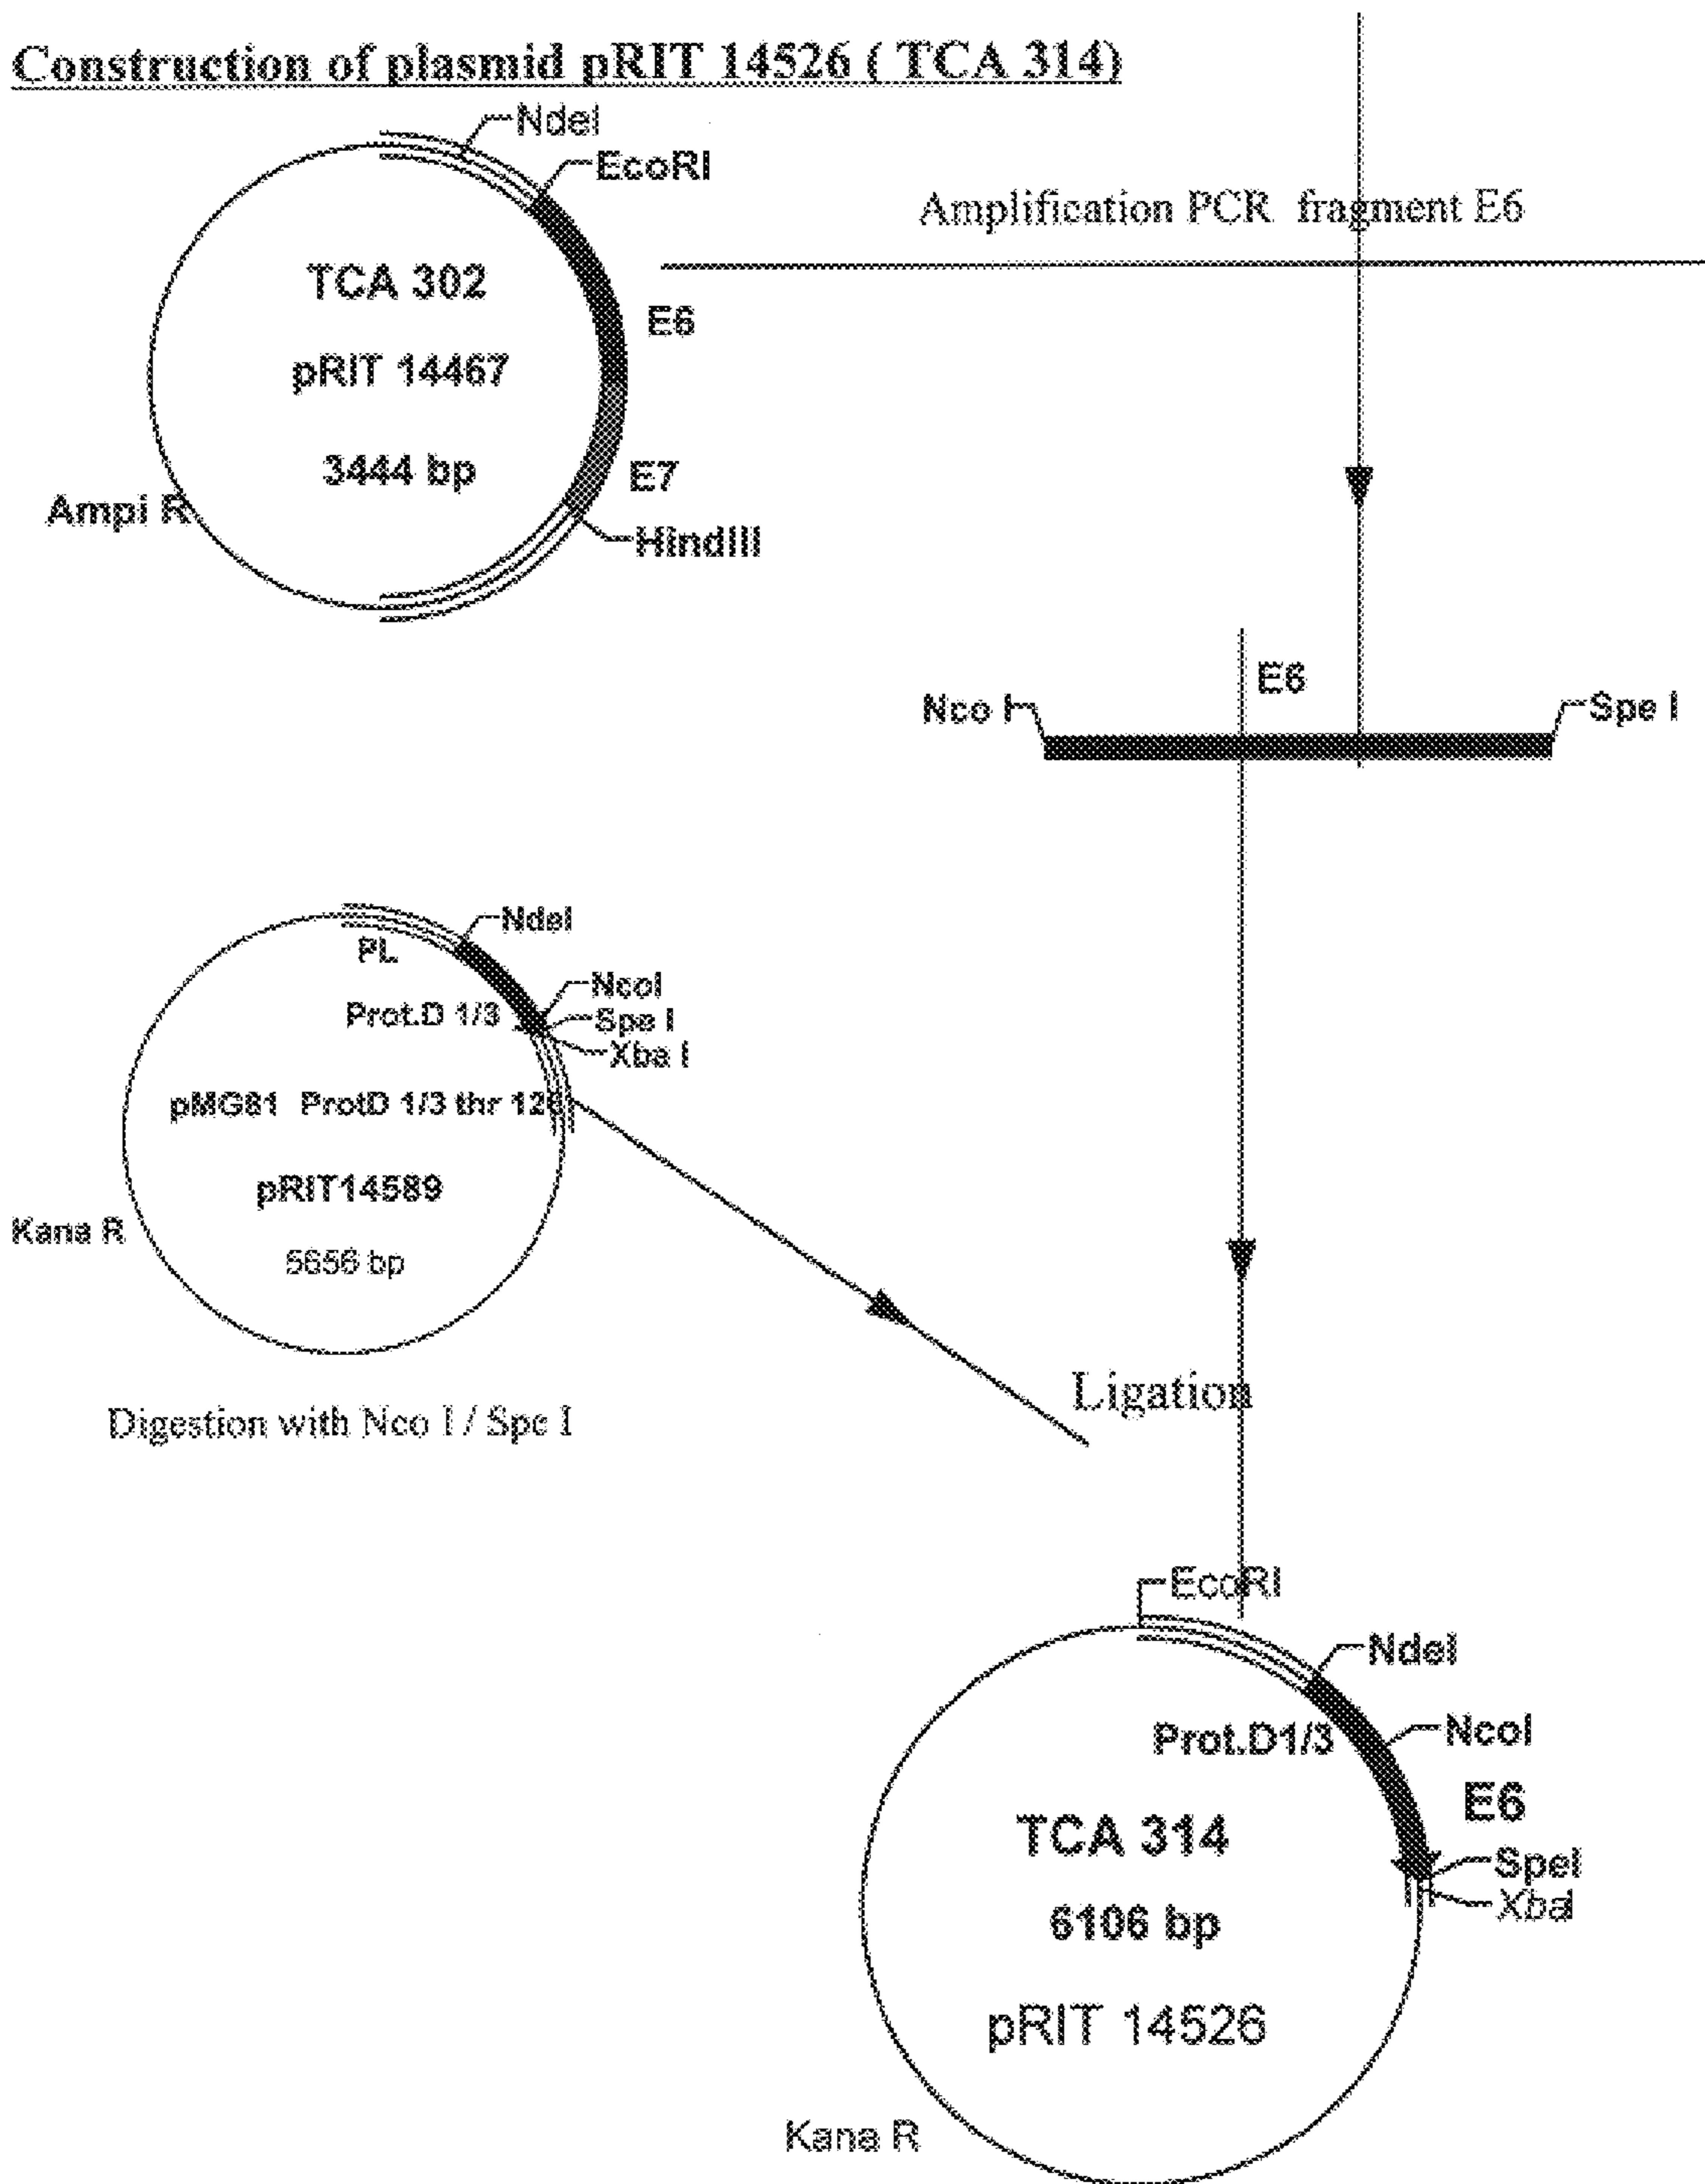 Construction of plasmid pRIT 14526 ( TCA 314)
NdeI
EcoRI
Amplification PCR fragment E6
TCA 302
E6
pRIT 14467
3444 bp
E7
Ampi R
HindIII
E6
Nco I
Spe I
NdeI
PL
NcoI
Prot.D 1/3
Spe I
Xba I
pMG81 ProtD 1/3 thr
pRIT14589
Kana R
5656 bp
Ligation
Digestion with Nco I / Spe I
EcoRI
NdeI
Prot.D1/3
NcoI
E6
TCA 314
SpeI
XbaI
6106 bp
pRIT 14526
Kana R